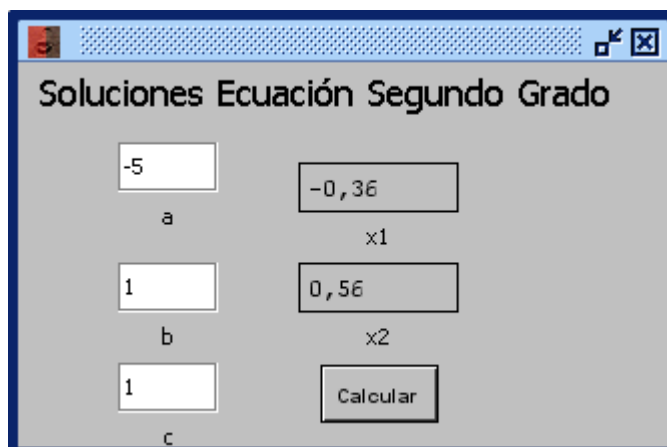 Soluciones Ecuación Segundo Grado
-5
a
-0,36
x1
1
b
0,56
x2
1
c
Calcular